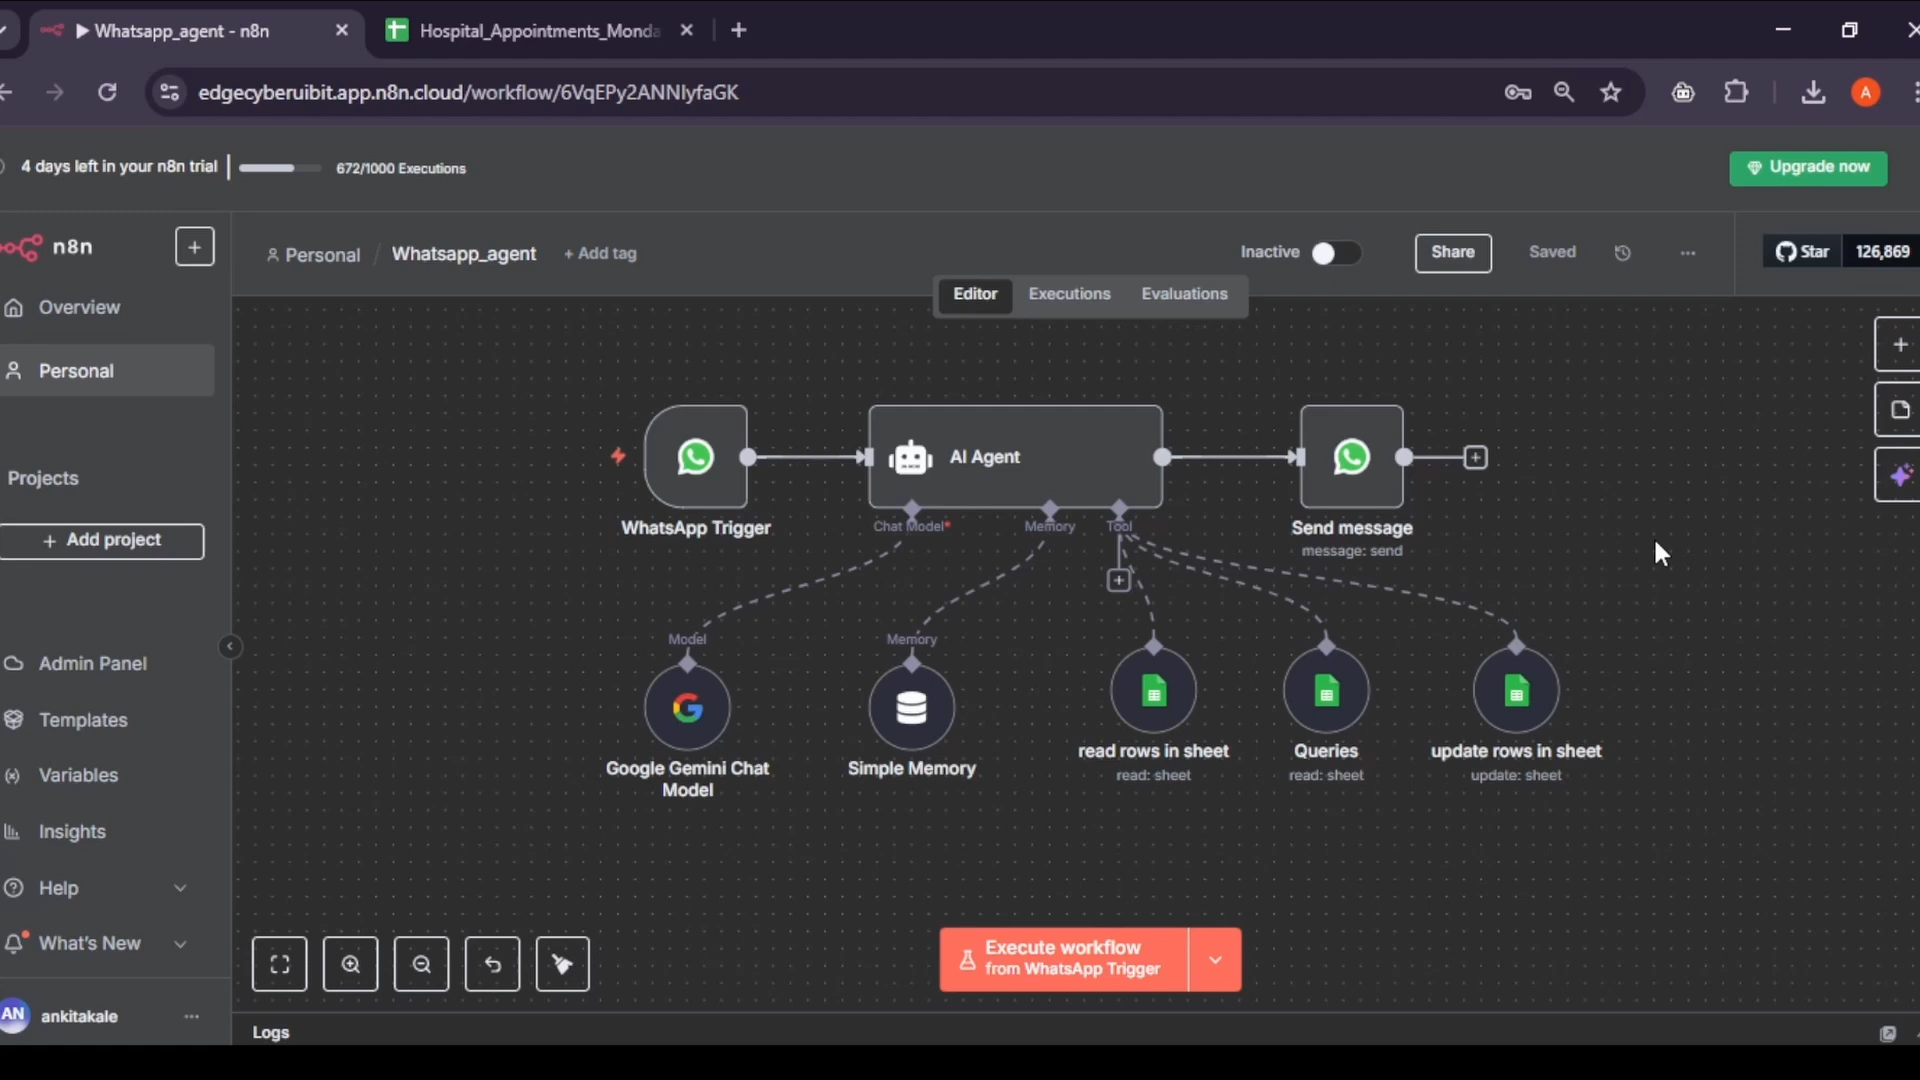 Whatsapp_agent - n8n
Hospital_Appointments_Monda
edgecyberuibit.app.n8n.cloud/workflow/6VqEPy2ANNlyfaGK
A
4 days left in your n8n trial
672/1000 Executions
Upgrade now
n8n
Personal / Whatsapp_agent + Add tag
Inactive
Share
Saved
Star 126,869
Editor
Executions
Evaluations
Overview
Personal
Projects
+ Add project
Admin Panel
Templates
Variables
Insights
Help
What's New
AN ankitakale
AI Agent
WhatsApp Trigger
Chat Model*
Memory
Tool
Send message
message: send
Model
Memory
Google Gemini Chat
Model
Simple Memory
read rows in sheet
read: sheet
Queries
read: sheet
update rows in sheet
update: sheet
Execute workflow
from WhatsApp Trigger
Logs